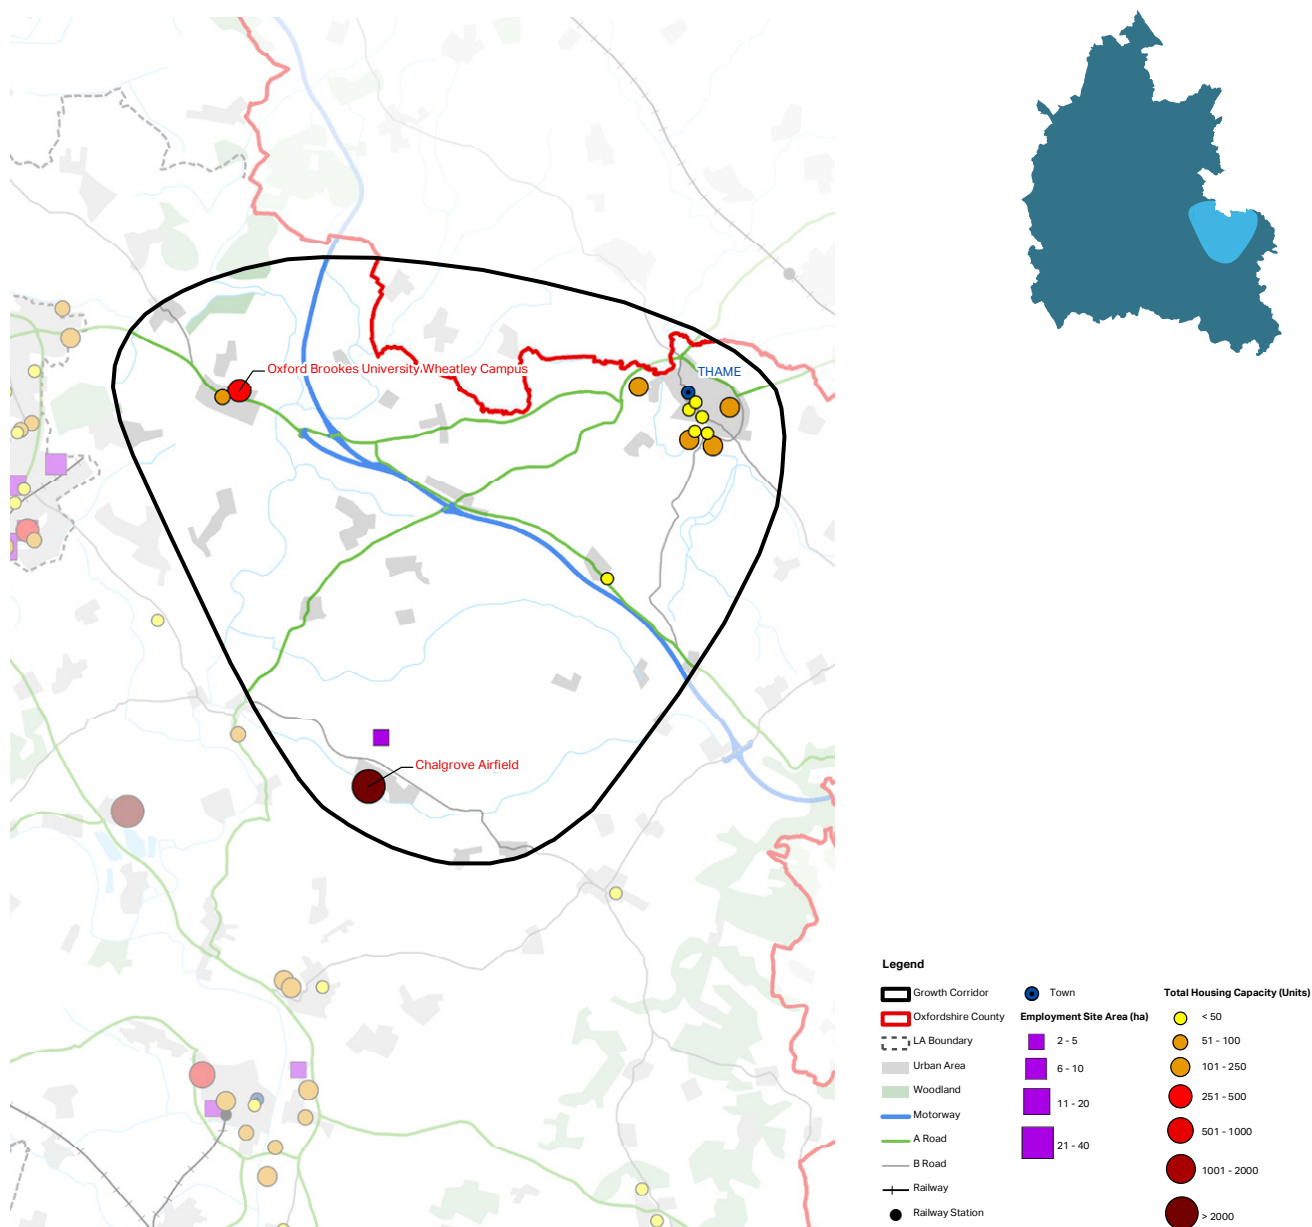 Oxford Brookes University Wheatley Campus
THAME
Chalgrove Airfield
Legend
Growth Corridor
Oxfordshire County
LA Boundary
Urban Area
Woodland
Motorway
A Road
B Road
Railway
Railway Station
Town
Employment Site Area (ha)
2 - 5
6 - 10
11 - 20
21 - 40
Total Housing Capacity (Units)
< 50
51 - 100
101 - 250
251 - 500
501 - 1000
1001 - 2000
> 2000